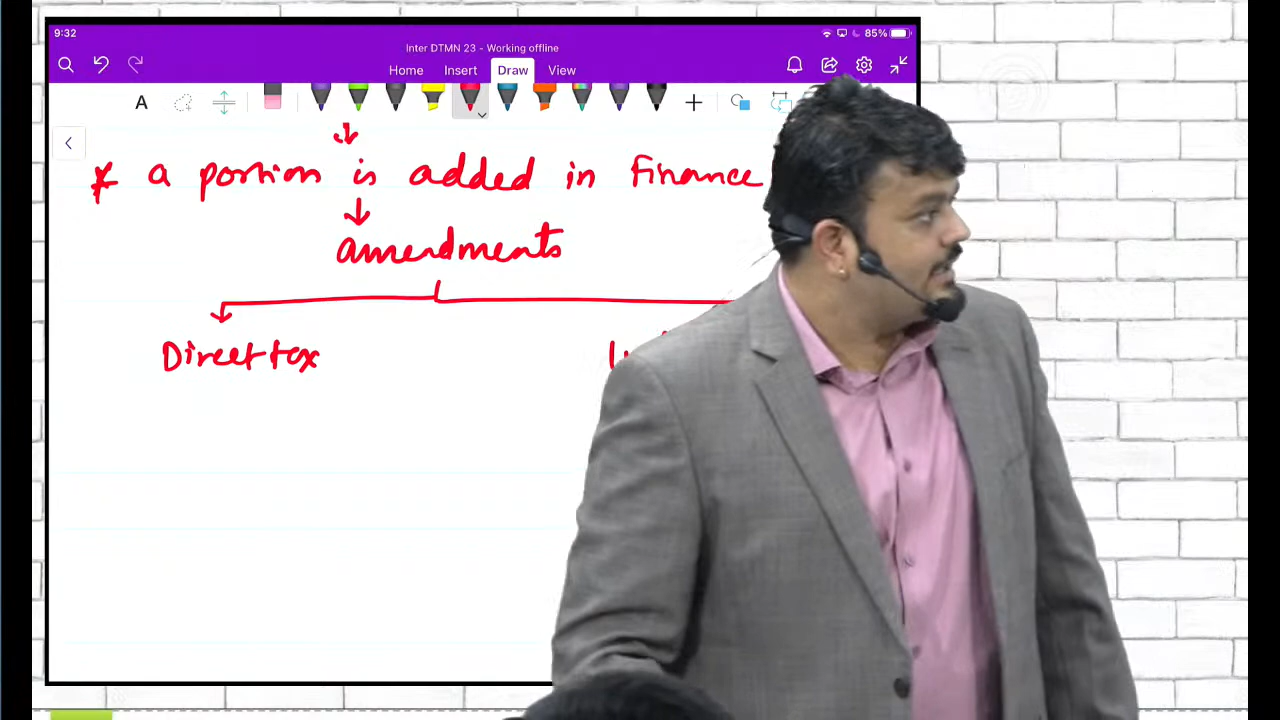 9:32
85%
Inter DTMN 23 - Working offline
Home Insert Draw View
A
* a portion is added in Finance
amendments
Direct tax